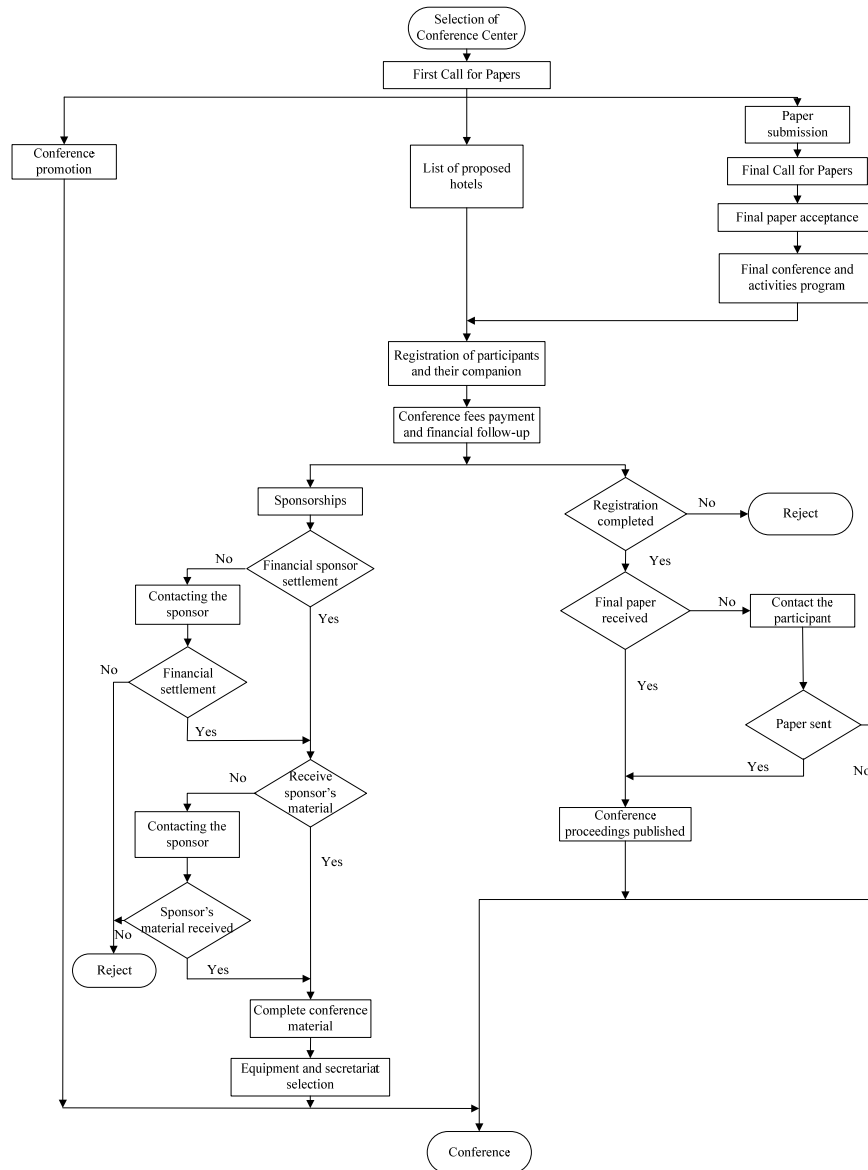 Selection of
Conference Center
First Call for Papers
Conference
promotion
List of proposed
hotels
Paper
submission
Final Call for Papers
Final paper acceptance
Final conference and
activities program
Registration of participants
and their companion
Conference fees payment
and financial follow-up
Sponsorships
Registration
completed
No
Reject
Yes
No
Financial sponsor
settlement
Contacting the
sponsor
Yes
Final paper
received
No
Contact the
participant
No
Financial
settlement
Yes
Yes
Paper sent
Yes
No
No
Receive
sponsor's
material
Contacting the
sponsor
Yes
Conference
proceedings published
Sponsor's
material received
No
Yes
Reject
Complete conference
material
Equipment and secretariat
selection
Conference